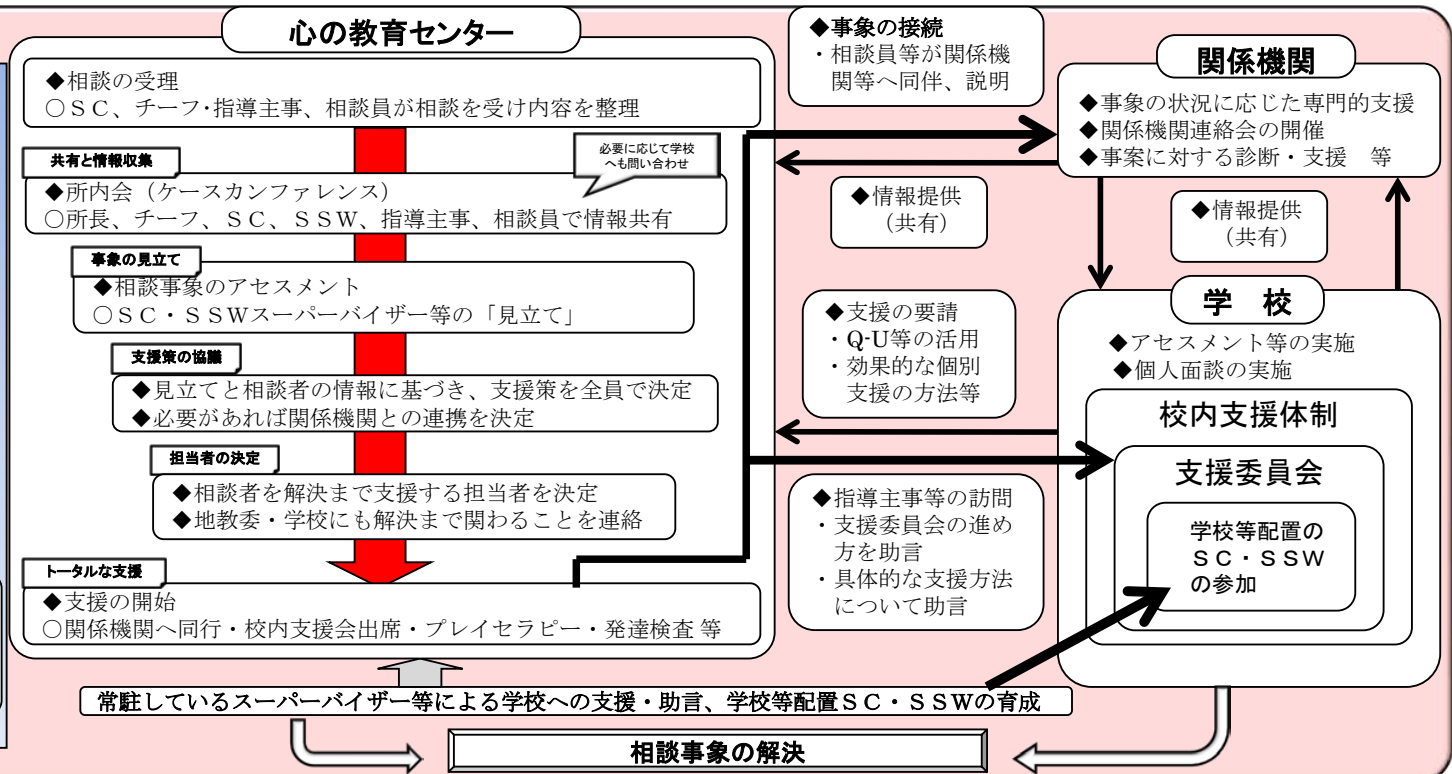 心の教育センター
◆相談の受理
○ＳＣ、チーフ・指導主事、相談員が相談を受け内容を整理
共有と情報収集
必要に応じて学校
へも問い合わせ
◆所内会（ケースカンファレンス）
○所長、チーフ、ＳＣ、ＳＳＷ、指導主事、相談員で情報共有
事象の見立て
◆相談事象のアセスメント
○ＳＣ・ＳＳＷスーパーバイザー等の「見立て」
支援策の協議
◆見立てと相談者の情報に基づき、支援策を全員で決定
◆必要があれば関係機関との連携を決定
担当者の決定
◆相談者を解決まで支援する担当者を決定
◆地教委・学校にも解決まで関わることを連絡
トータルな支援
◆支援の開始
○関係機関へ同行・校内支援会出席・プレイセラピー・発達検査 等
◆事象の接続
・相談員等が関係機
関等へ同伴、説明
◆情報提供
（共有）
◆支援の要請
・Q-U等の活用
・効果的な個別
支援の方法等
◆指導主事等の訪問
・支援委員会の進め
方を助言
・具体的な支援方法
について助言
関係機関
◆事象の状況に応じた専門的支援
◆関係機関連絡会の開催
◆事案に対する診断・支援　等
◆情報提供
（共有）
学　校
◆アセスメント等の実施
◆個人面談の実施
校内支援体制
支援委員会
学校等配置の
ＳＣ・ＳＳＷ
の参加
常駐しているスーパーバイザー等による学校への支援・助言、学校等配置ＳＣ・ＳＳＷの育成
相談事象の解決